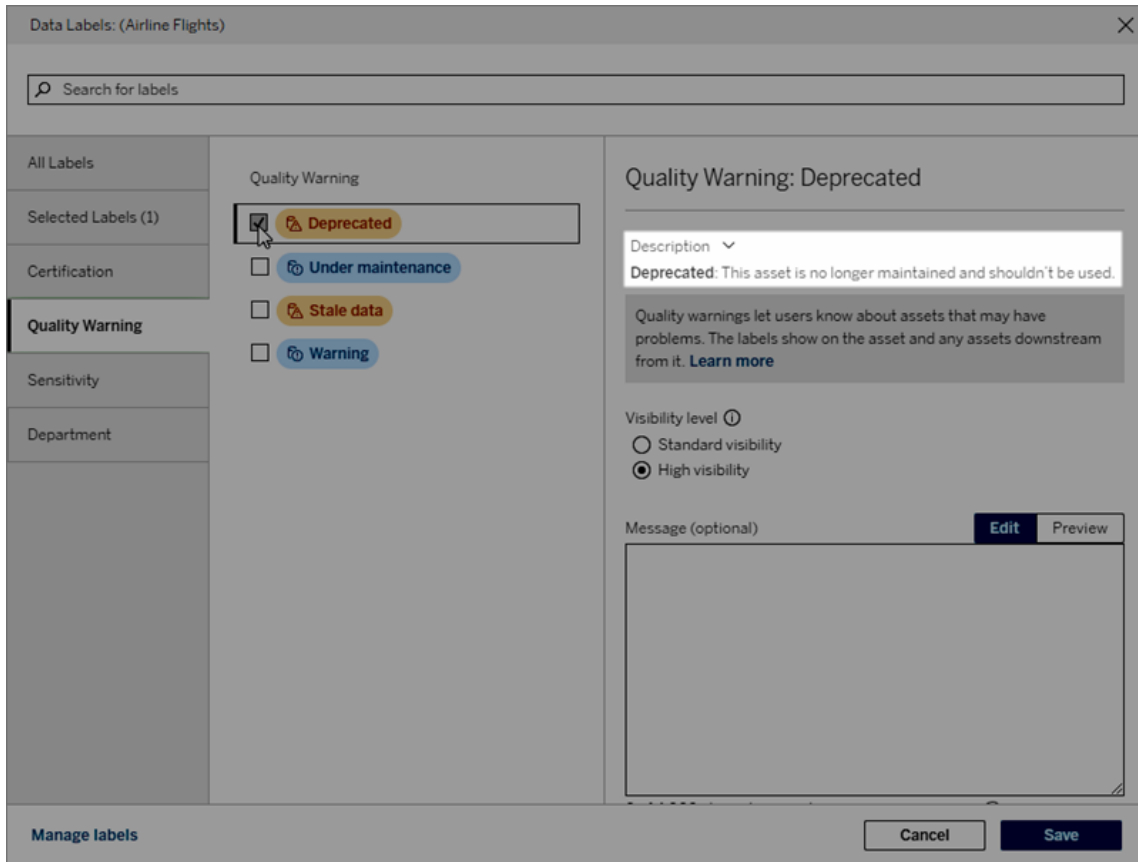 Data Labels: (Airline Flights)
Search for labels
All Labels
Selected Labels (1)
Certification
Quality Warning
Sensitivity
Department
Quality Warning
Deprecated
Under maintenance
Stale data
Warning
Quality Warning: Deprecated
Description
Deprecated: This asset is no longer maintained and shouldn't be used.
Quality warnings let users know about assets that may have
problems. The labels show on the asset and any assets downstream
from it. Learn more
Visibility level
Standard visibility
High visibility
Message (optional)
Edit
Preview
Manage labels
Cancel
Save